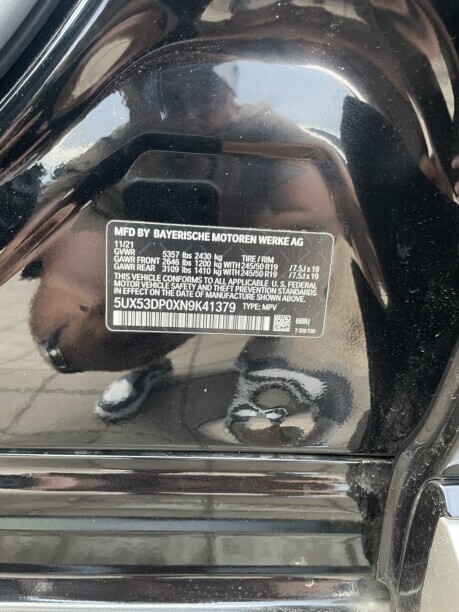 MFD BY BAYERISCHE MOTOREN WERKE AG
11/21
GVWR 5357 lbs 2430 kg TIRE / RIM
GAWR FRONT 2646 lbs 1200 kg WITH 245/50 R19 /7.5J x 19
GAWR REAR 3109 lbs 1410 kg WITH 245/50 R19 /7.5J x 19
THIS VEHICLE CONFORMS TO ALL APPLICABLE U.S. FEDERAL
MOTOR VEHICLE SAFETY AND THEFT PREVENTION STANDARDS
IN EFFECT ON THE DATE OF MANUFACTURE SHOWN ABOVE.
5UX53DP0XN9K41379 TYPE: MPV